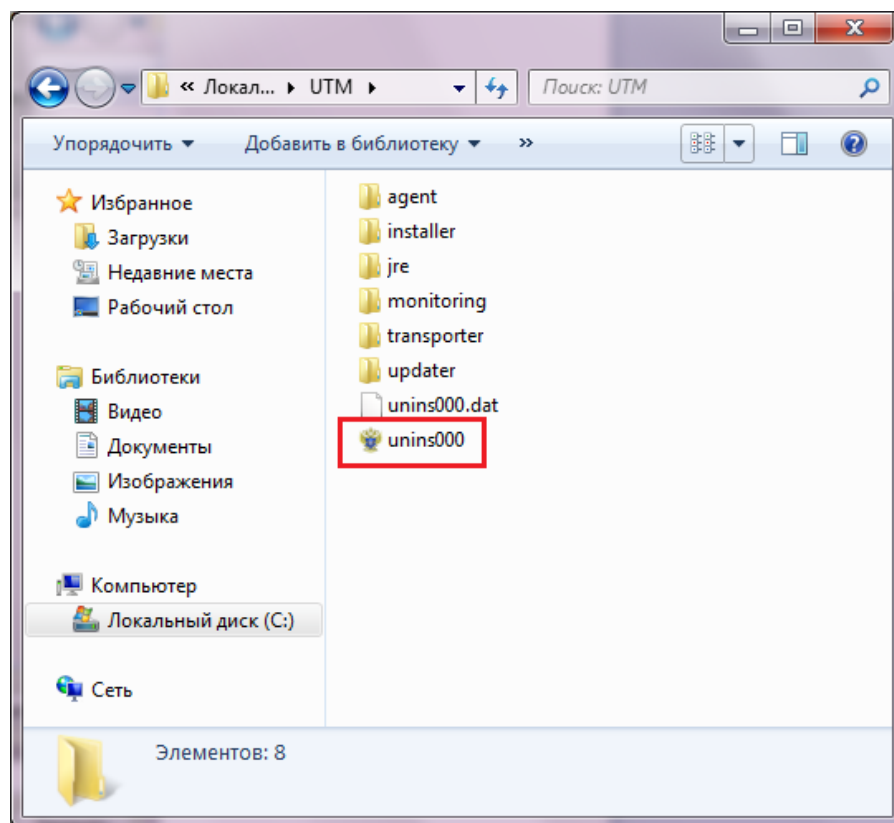 « Локал... UTM
Поиск: UTM
Упорядочить Добавить в библиотеку »
Избранное
Загрузки
Недавние места
Рабочий стол
Библиотеки
Видео
Документы
Изображения
Музыка
Компьютер
Локальный диск (C:)
Сеть
agent
installer
jre
monitoring
transporter
updater
unins000.dat
unins000
Элементов: 8